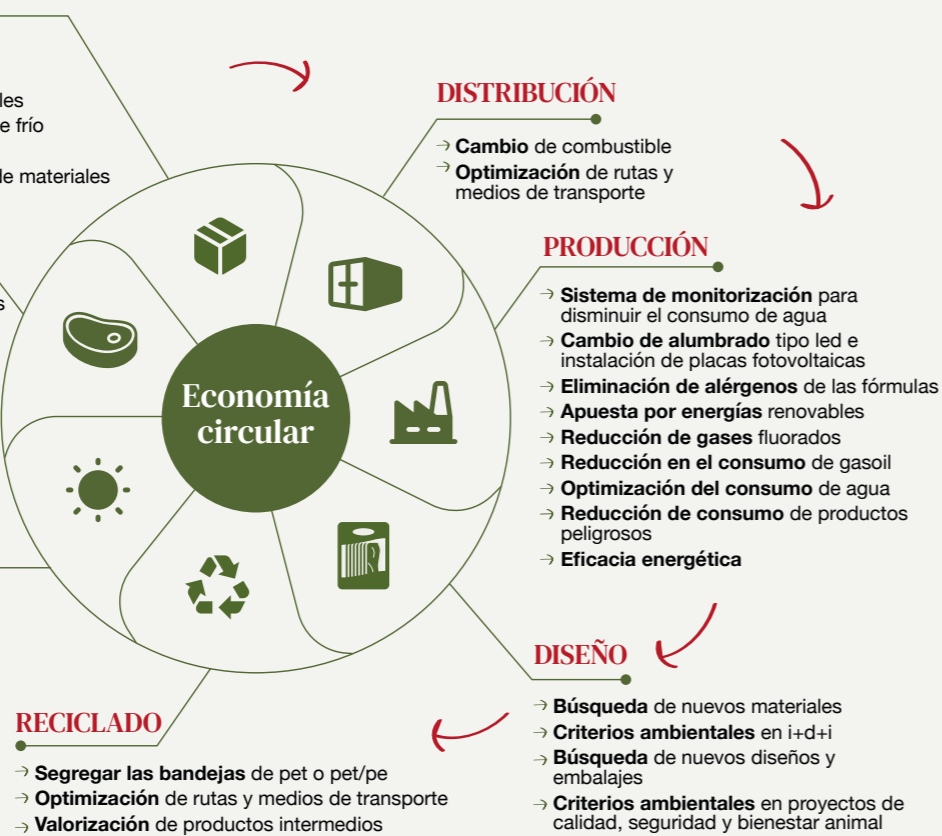 les
e frío
de materiales
s
DISTRIBUCIÓN
→ Cambio de combustible
→ Optimización de rutas y
medios de transporte
PRODUCCIÓN
→ Sistema de monitorización para
disminuir el consumo de agua
→ Cambio de alumbrado tipo led e
instalación de placas fotovoltaicas
→ Eliminación de alérgenos de las fórmulas
→ Apuesta por energías renovables
→ Reducción de gases fluorados
→ Reducción en el consumo de gasoil
→ Optimización del consumo de agua
→ Reducción de consumo de productos
peligrosos
→ Eficacia energética
Economía
circular
DISEÑO
→ Búsqueda de nuevos materiales
→ Criterios ambientales en i+d+i
→ Búsqueda de nuevos diseños y
embalajes
→ Criterios ambientales en proyectos de
calidad, seguridad y bienestar animal
RECICLADO
→ Segregar las bandejas de pet o pet/pe
→ Optimización de rutas y medios de transporte
→ Valorización de productos intermedios